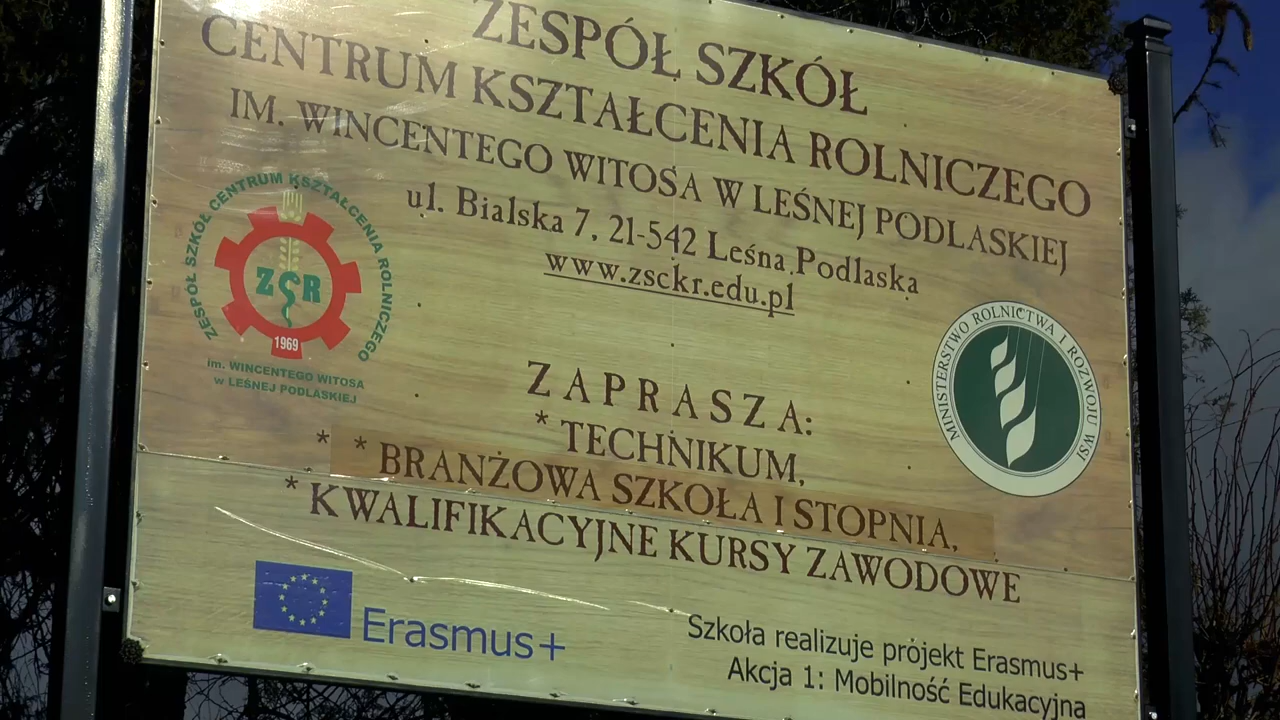 ZESPÓŁ SZKÓŁ
CENTRUM KSZTAŁCENIA ROLNICZEGO
IM. WINCENTEGO WITOSA W LEŚNEJ PODLASKIEJ
ul. Bialska 7, 21-542 Leśna Podlaska
www.zsckr.edu.pl
ZESPÓŁ SZKÓŁ CENTRUM KSZTAŁCENIA ROLNICZEGO
ZCR
1969
im. WINCENTEGO WITOSA
w LEŚNEJ PODLASKIEJ
MINISTERSTWO ROLNICTWA I ROZWOJU WSI
ZAPRASZA:
* TECHNIKUM,
* * BRANŻOWA SZKOŁA I STOPNIA,
* KWALIFIKACYJNE KURSY ZAWODOWE
Erasmus+
Szkoła realizuje projekt Erasmus+
Akcja 1: Mobilność Edukacyjna